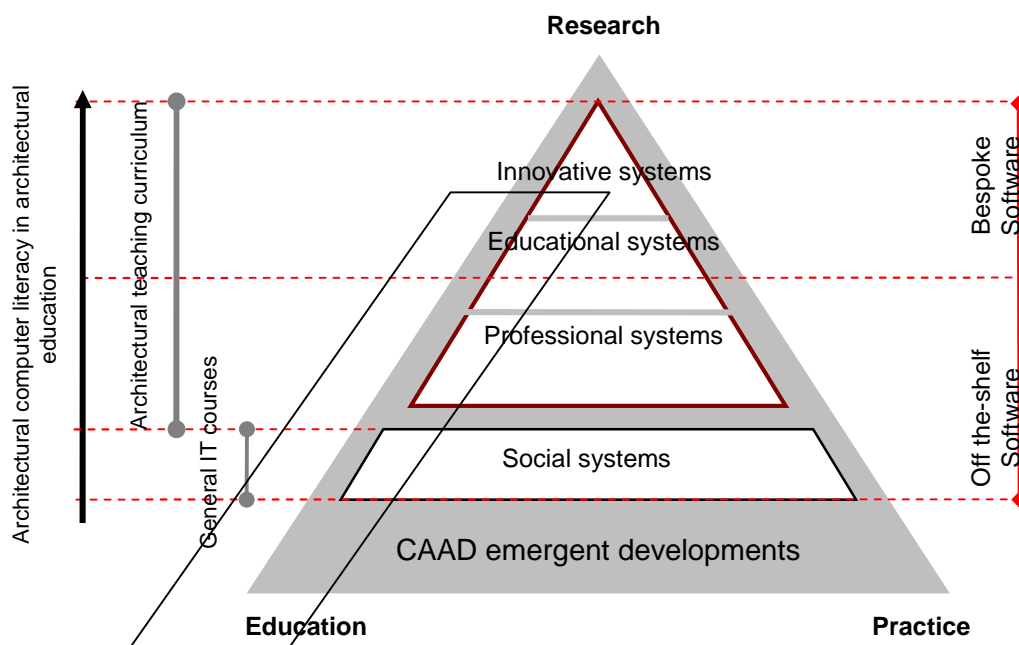 Research
Architectural computer literacy in architectural
education
Architectural teaching curriculum
General IT courses
Innovative systems
Educational systems
Professional systems
Social systems
CAAD emergent developments
Bespoke
Software
Off the-shelf
Software
Education
Practice